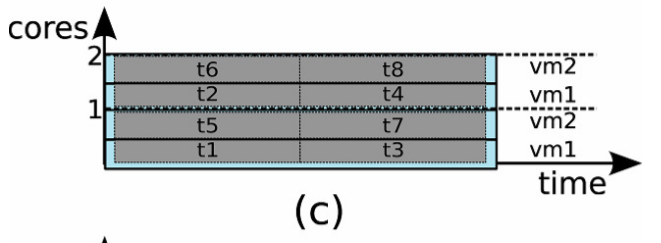 cores
2
t6 t8 vm2
t2 t4 vm1
1
t5 t7 vm2
t1 t3 vm1
time
(c)